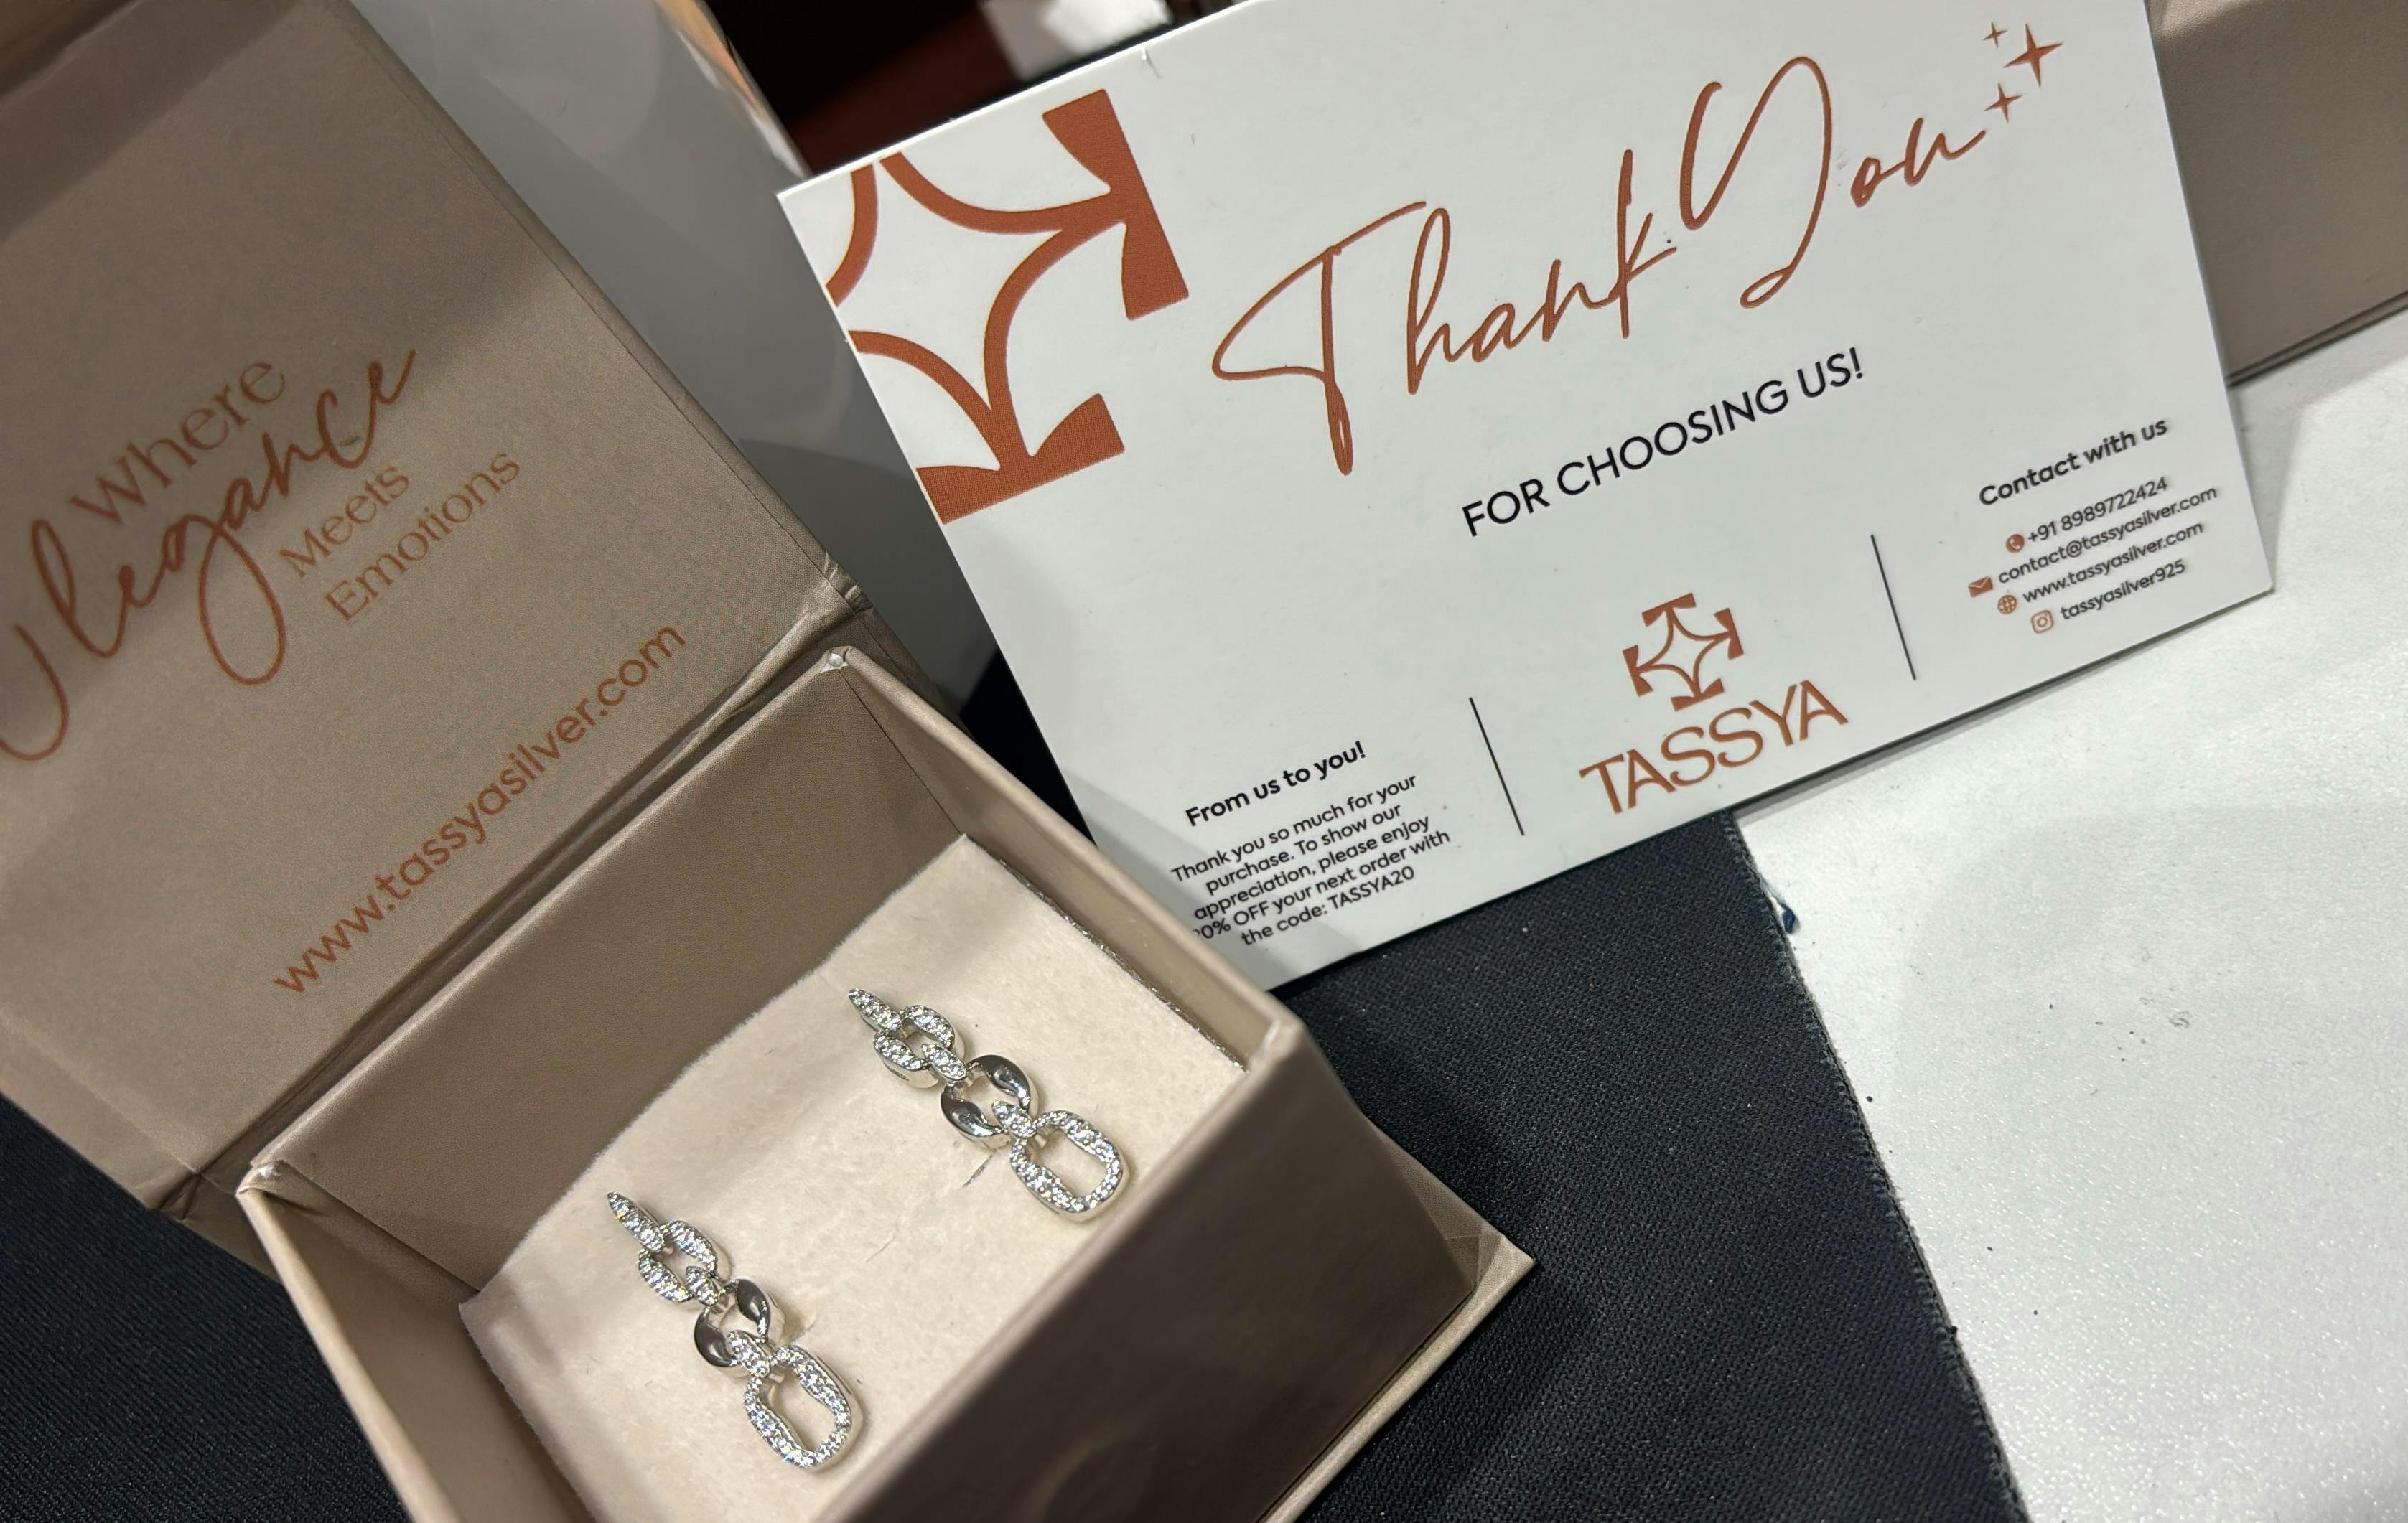 Where
elegance
Meets
Emotions
www.tassyasilver.com
Thank You
FOR CHOOSING US!
From us to you!
Thank you so much for your
purchase. To show our
appreciation, please enjoy
0% OFF your next order with
the code: TASSYA20
TASSYA
Contact with us
+91 8989722424
contact@tassyasilver.com
www.tassyasilver.com
tassyasilver925